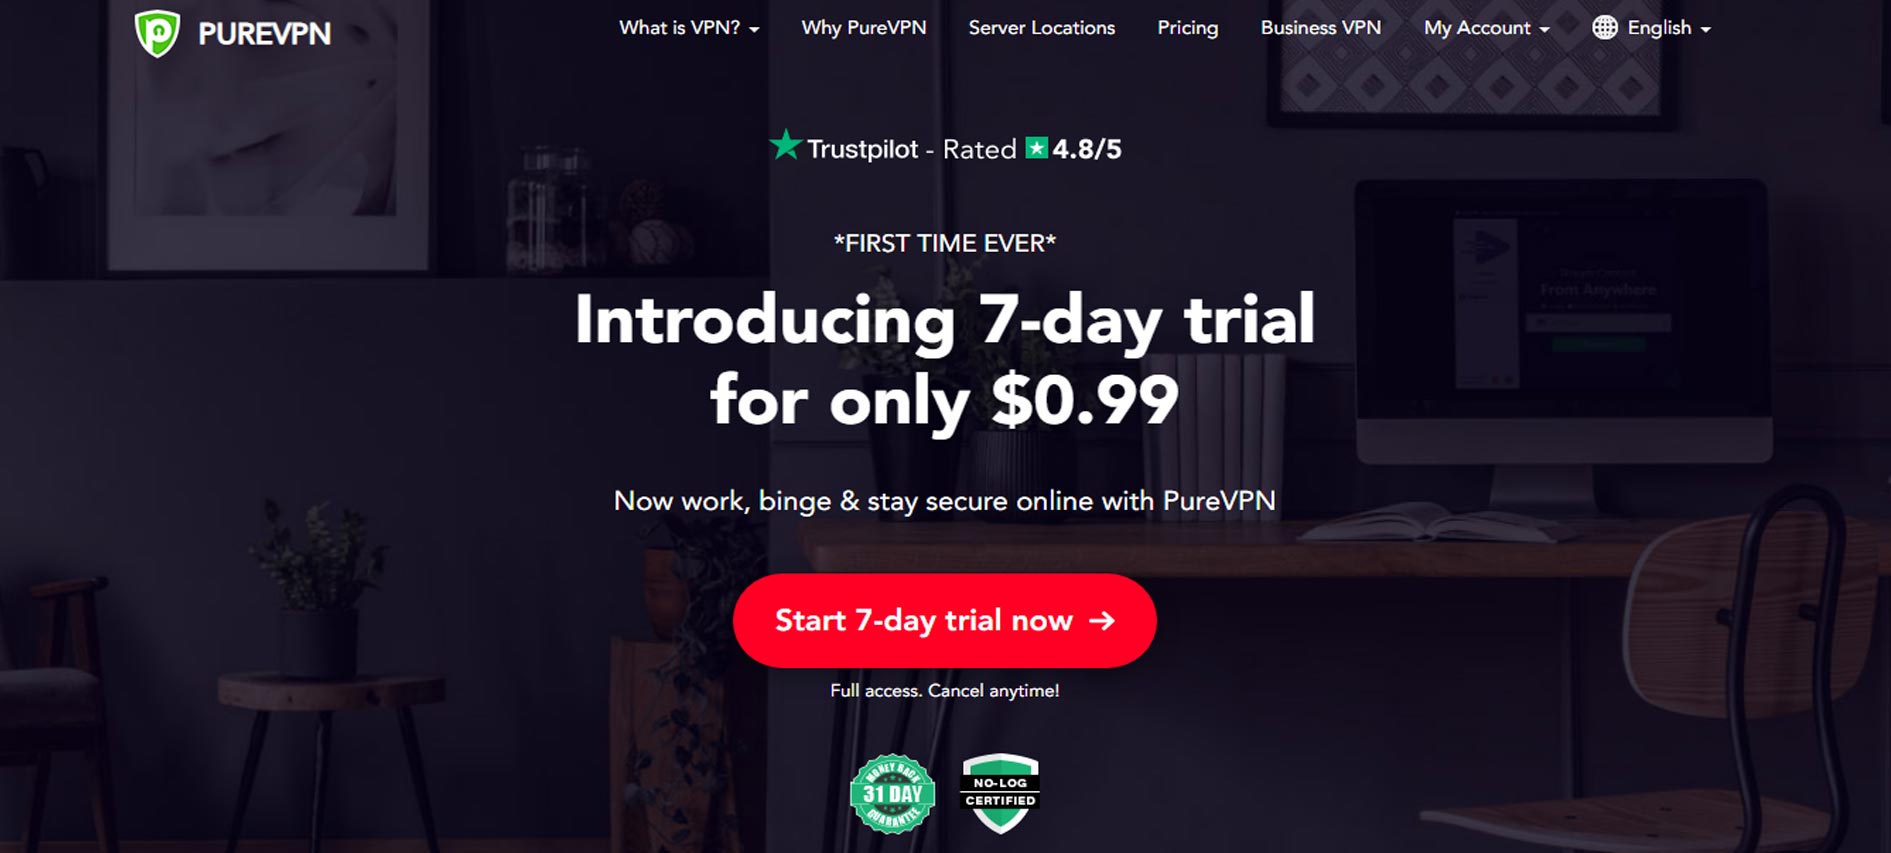 PUREVPN
What is VPN? Why PureVPN Server Locations Pricing Business VPN My Account English
Trustpilot - Rated 4.8/5
*FIRST TIME EVER*
Introducing 7-day trial
for only $0.99
From Anywhere
Now work, binge & stay secure online with PureVPN
Start 7-day trial now →
Full access. Cancel anytime!
MONEY BACK
31 DAY
GUARANTEE
NO-LOG
CERTIFIED